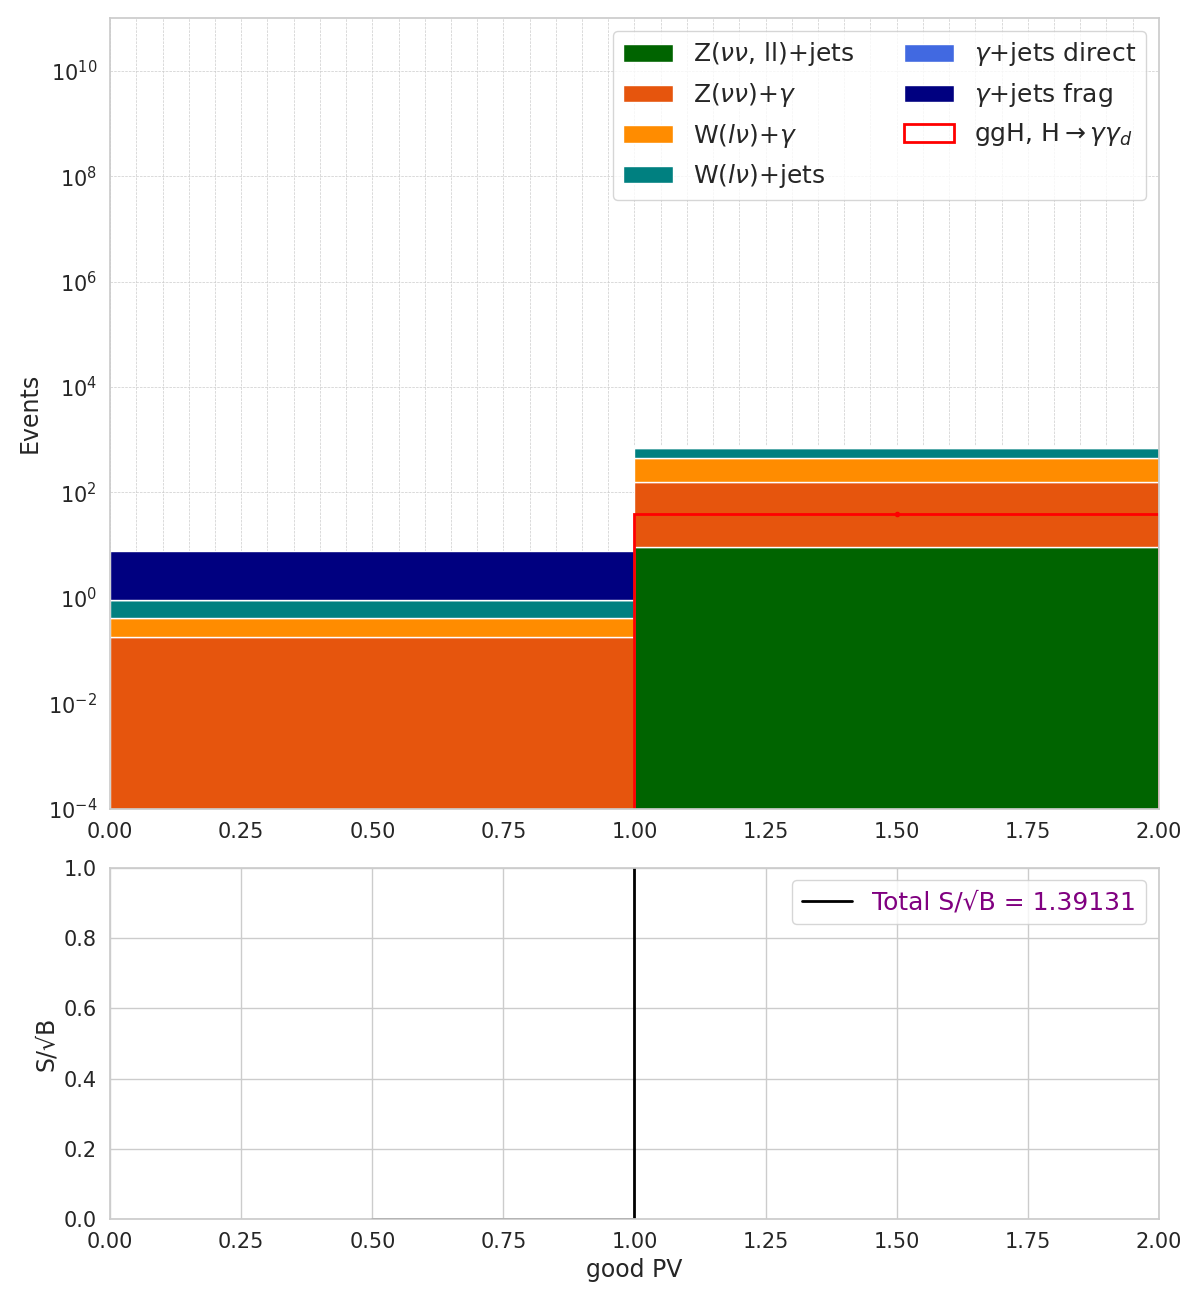 Z(νν, ll)+jets
Z(νν)+γ
W(lν)+γ
W(lν)+jets
γ+jets direct
γ+jets frag
ggH, H→γγ_d
Events
10^10
10^8
10^6
10^4
10^2
10^0
10^−2
10^−4
0.00 0.25 0.50 0.75 1.00 1.25 1.50 1.75 2.00
Total S/√B = 1.39131
S/√B
1.0
0.8
0.6
0.4
0.2
0.0
0.00 0.25 0.50 0.75 1.00 1.25 1.50 1.75 2.00
good PV